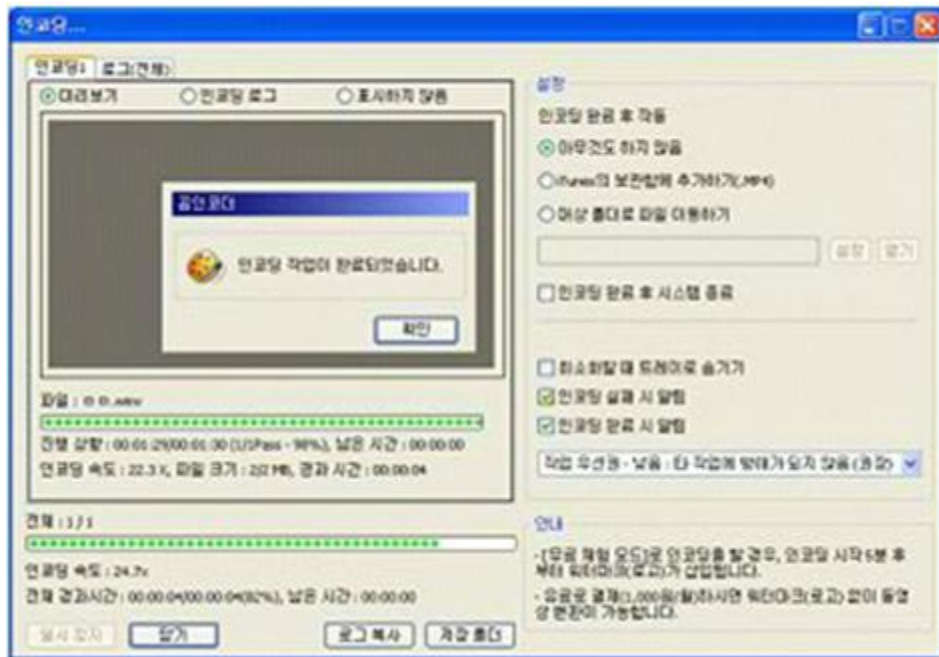 인코딩...
인코딩1 로그(전체)
미리보기 인코딩 로그 표시하지 않음
곰인코더
인코딩 작업이 완료되었습니다.
확인
파일 :
진행 상황 : 00:01:29/00:01:30 (1/1Pass - 98%), 남은 시간 : 00:00:00
인코딩 속도 : 22.3 X, 파일 크기 : 2/2 MB, 경과 시간 : 00:00:04
전체 : 1 / 1
인코딩 속도 : 24.7x
전체 경과시간 : 00:00:04/00:00:04(82%), 남은 시간 : 00:00:00
일시 정지 닫기 로그 복사 저장 폴더
설정
인코딩 완료 후 작동
아무것도 하지 않음
iTunes의 보관함에 추가하기(.MP4)
대상 폴더로 파일 이동하기
설정 열기
인코딩 완료 후 시스템 종료
최소화할 때 트레이로 숨기기
인코딩 실패 시 알림
인코딩 완료 시 알림
작업 우선권 - 낮음 : 타 작업에 방해가 되지 않음 (권장)
안내
- [무료 체험 모드]로 인코딩을 할 경우, 인코딩 시작 5분 후
부터 워터마크(로고)가 삽입됩니다.
- 유료로 결제(1,000원/월)하시면 워터마크(로고) 없이 동영
상 변환이 가능합니다.